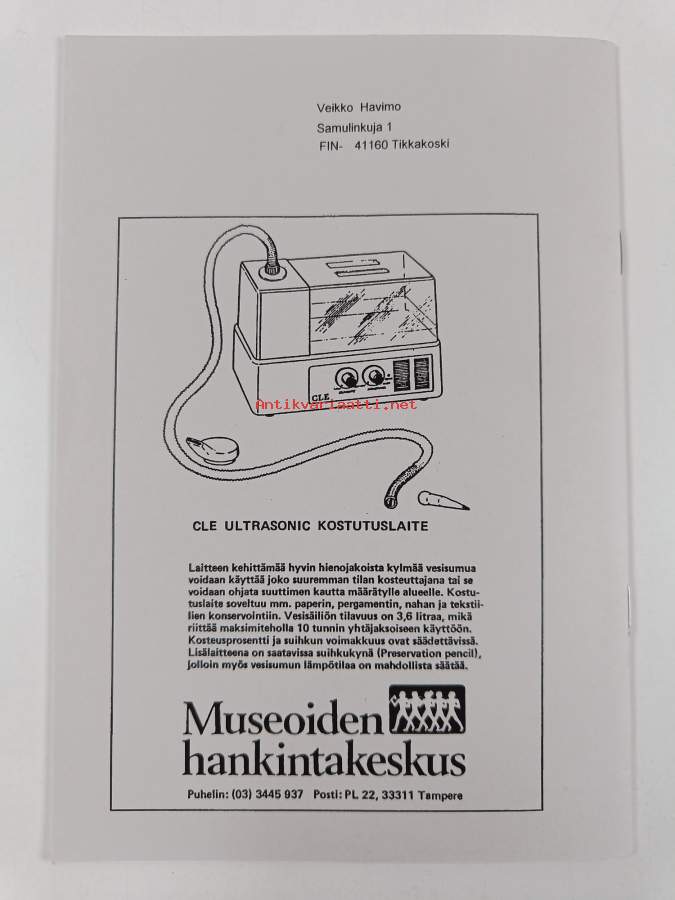 Veikko Havimo
Samulinkuja 1
FIN- 41160 Tikkakoski
CLE
Antikvariaatti.net
CLE ULTRASONIC KOSTUTUSLAITE
Laitteen kehittämää hyvin hienojakoista kylmää vesisumua
voidaan käyttää joko suuremman tilan kosteuttajana tai se
voidaan ohjata suuttimen kautta määrätylle alueelle. Kostu-
tuslaite soveltuu mm. paperin, pergamentin, nahan ja tekstii-
lien konservointiin. Vesisäiliön tilavuus on 3,6 litraa, mikä
riittää maksimiteholla 10 tunnin yhtäjaksoiseen käyttöön.
Kosteusprosentti ja suihkun voimakkuus ovat säädettävissä.
Lisälaitteena on saatavissa suihkukynä (Preservation pencil),
jolloin myös vesisumun lämpötilaa on mahdollista säätää.
Museoiden
hankintakeskus
Puhelin: (03) 3445 937 Posti: PL 22, 33311 Tampere